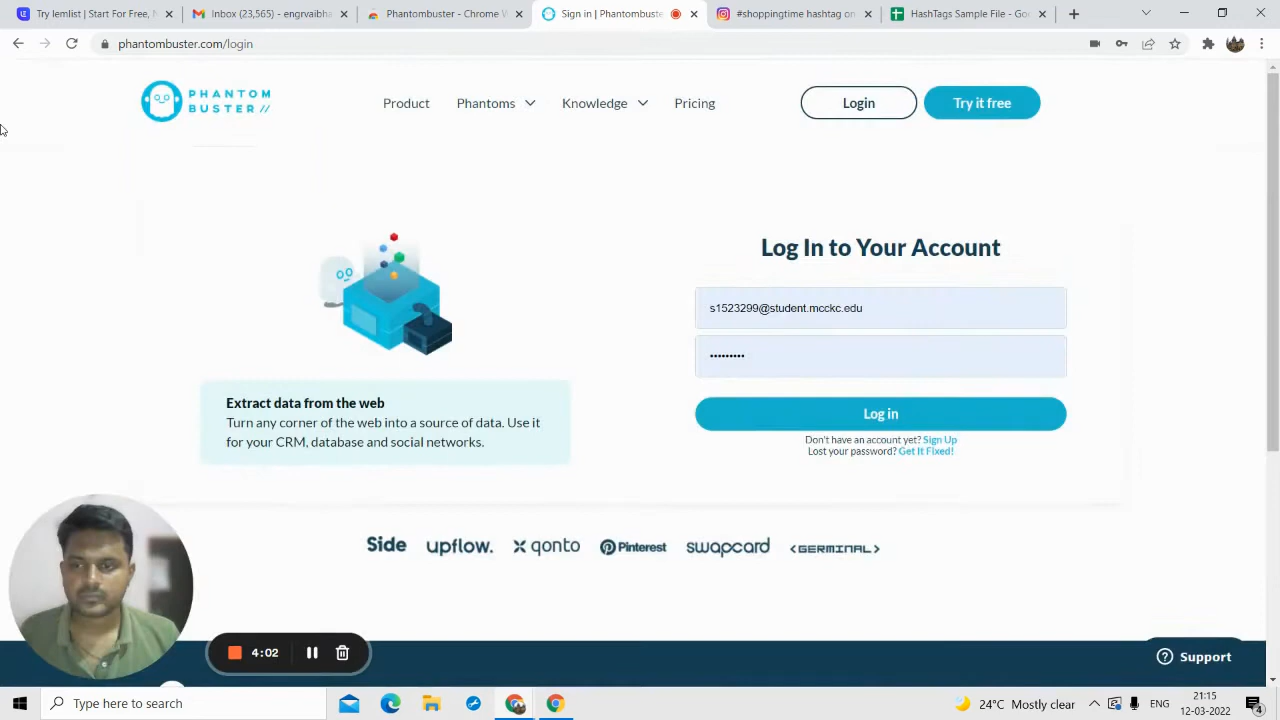 Try lemlist | Start For Free, N
Inbox (23,565) - engrvaibha
Phantombuster - Chrome W
Sign in | Phantombuste
#shoppingtime hashtag on
HashTags Sample File - Goo
phantombuster.com/login
PHANTOM
BUSTER //
Product
Phantoms
Knowledge
Pricing
Login
Try it free
Log In to Your Account
s1523299@student.mcckc.edu
•••••••••
Extract data from the web
Turn any corner of the web into a source of data. Use it
for your CRM, database and social networks.
Log in
Don't have an account yet? Sign Up
Lost your password? Get It Fixed!
Side
upflow.
qonto
Pinterest
swapcard
<GERMINAL>
4:02
Support
Type here to search
24°C Mostly clear
ENG
21:15
12-03-2022
4